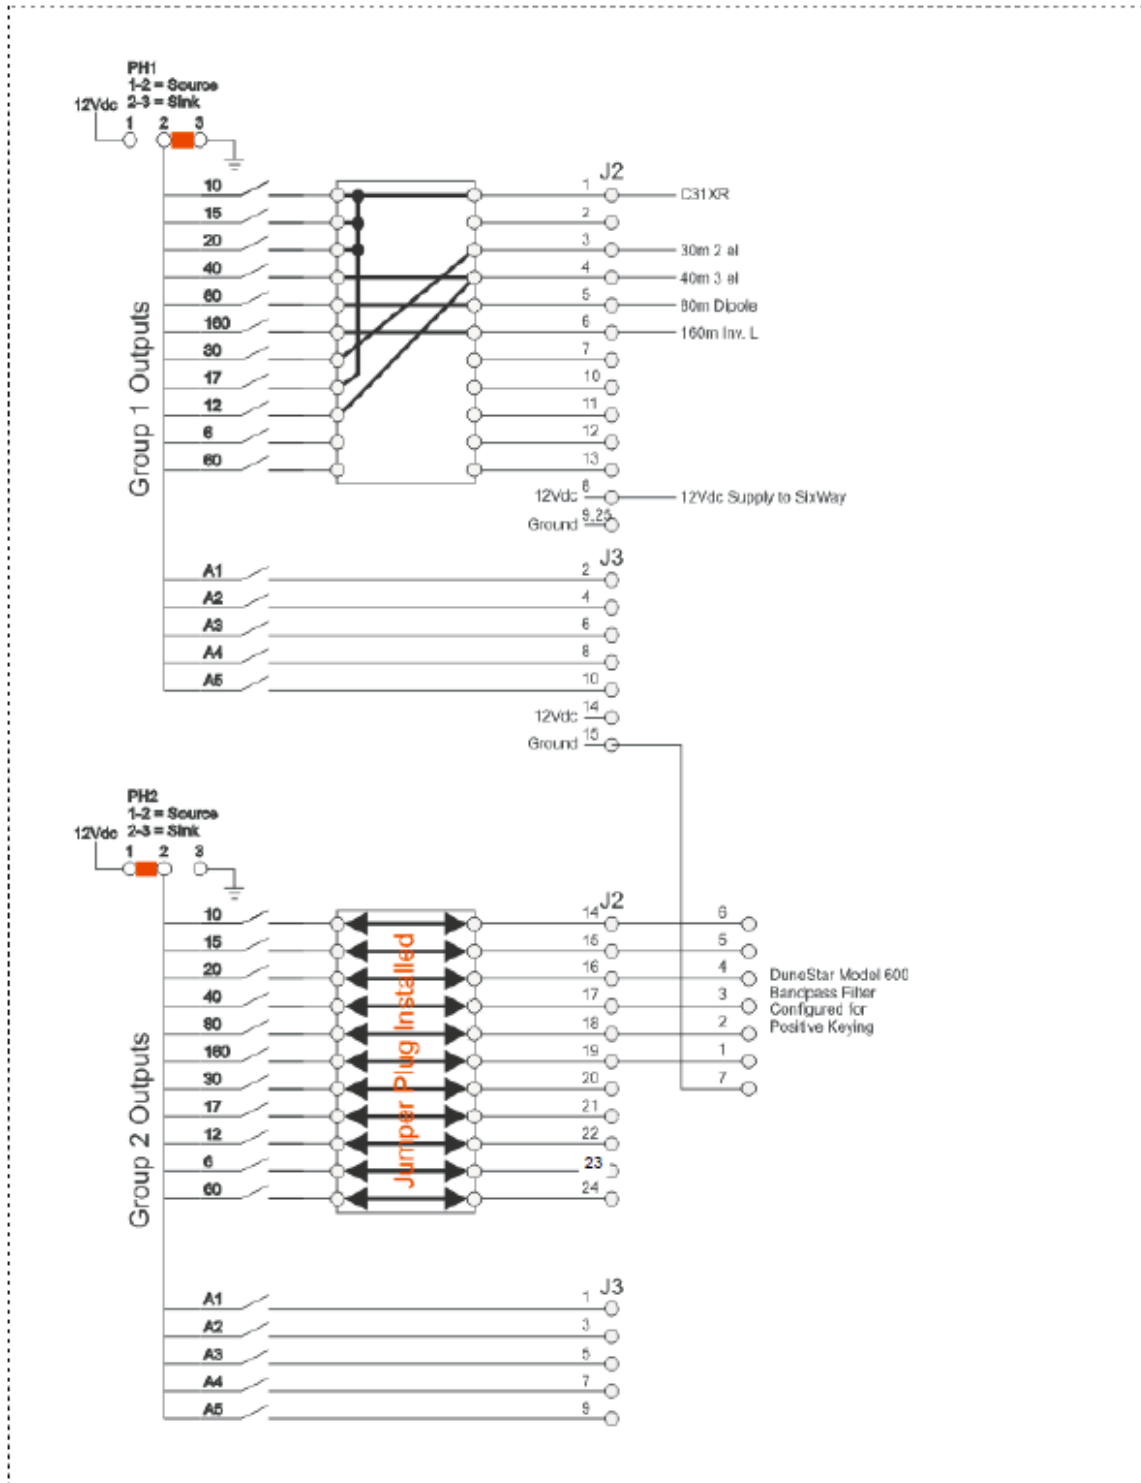 PH1
1-2 = Source
12Vdc 2-3 = Sink
1 2 3
J2
10 1 C31XR
15 2
20 3 30m 2 el
40 4 40m 3 el
80 5 80m Dipole
160 6 160m Inv. L
30 7
17 10
12 11
6 12
60 13
Group 1 Outputs
12Vdc 8 12Vdc Supply to SixWay
Ground 9,25
J3
A1 2
A2 4
A3 6
A4 8
A5 10
12Vdc 14
Ground 15
PH2
1-2 = Source
12Vdc 2-3 = Sink
1 2 3
J2
10 14 6
15 15 5
20 16 4
40 17 3
80 18 2
160 19 1
30 20 7
17 21
12 22
6 23
60 24
Group 2 Outputs
Jumper Plug Installed
DuneStar Model 600
Bandpass Filter
Configured for
Positive Keying
J3
A1 1
A2 3
A3 5
A4 7
A5 9